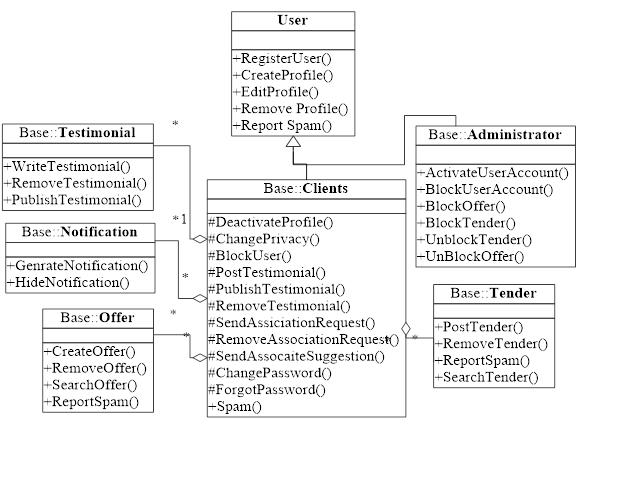 User
+RegisterUser()
+CreateProfile()
+EditProfile()
+Remove Profile()
+Report Spam()
Base::Testimonial
+WriteTestimonial()
+RemoveTestimonial()
+PublishTestimonial()
*
Base::Administrator
+ActivateUserAccount()
+BlockUserAccount()
+BlockOffer()
+BlockTender()
+UnblockTender()
+UnBlockOffer()
Base::Clients
#DeactivateProfile()
#ChangePrivacy()
#BlockUser()
#PostTestimonial()
#PublishTestimonial()
#RemoveTestimonial()
#SendAssiciationRequest()
#RemoveAssociationRequest()
#SendAssocaiteSuggestion()
#ChangePassword()
#ForgotPassword()
+Spam()
*1
Base::Notification
+GenrateNotification()
+HideNotification()
*
Base::Offer
+CreateOffer()
+RemoveOffer()
+SearchOffer()
+ReportSpam()
*
*
Base::Tender
+PostTender()
+RemoveTender()
+ReportSpam()
+SearchTender()
*
*